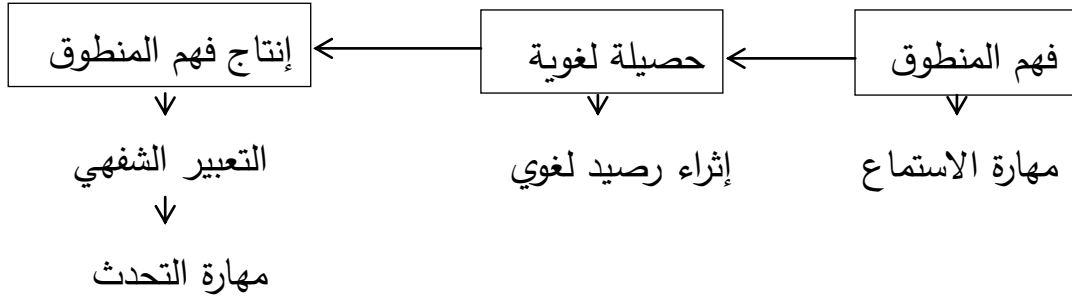 فهم المنطوق
حصيلة لغوية
إنتاج فهم المنطوق
مهارة الاستماع
إثراء رصيد لغوي
التعبير الشفهي
مهارة التحدث